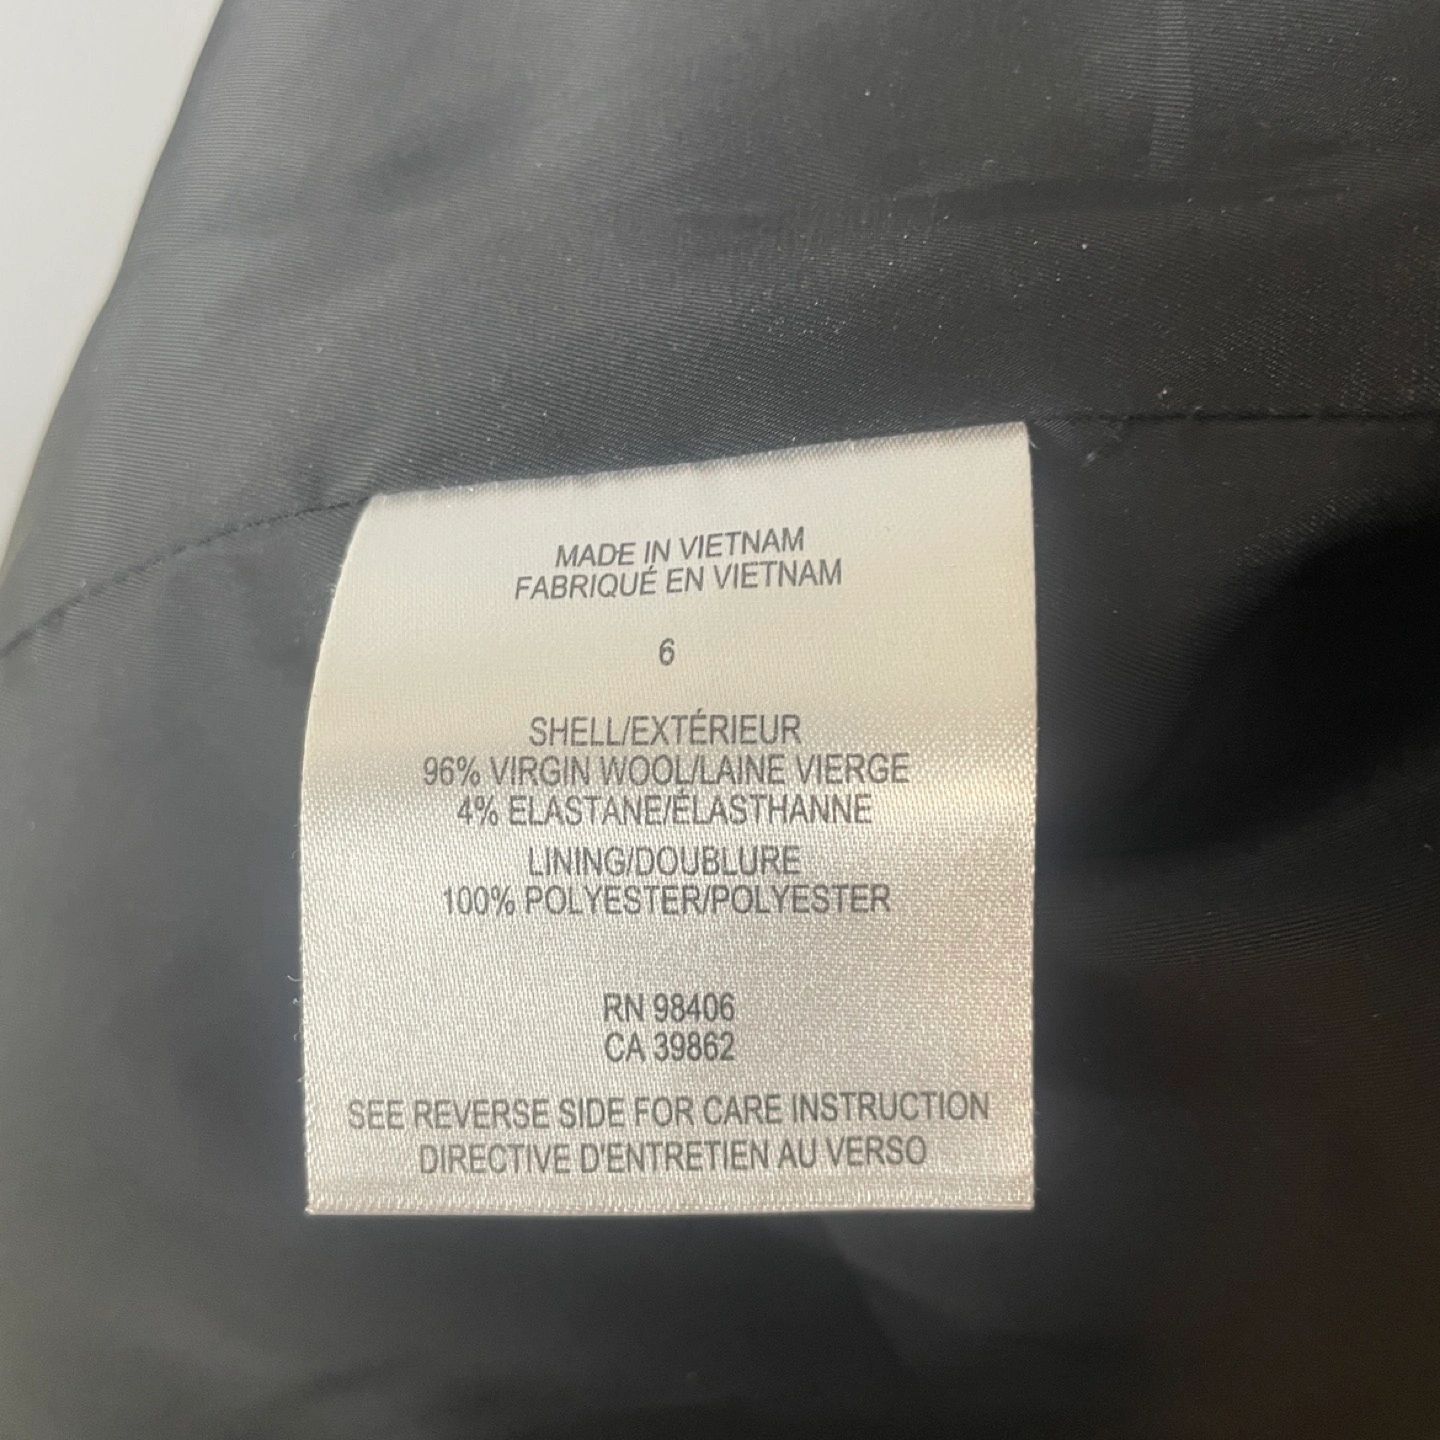 MADE IN VIETNAM
FABRIQUÉ EN VIETNAM
6
SHELL/EXTÉRIEUR
96% VIRGIN WOOL/LAINE VIERGE
4% ELASTANE/ÉLASTHANNE
LINING/DOUBLURE
100% POLYESTER/POLYESTER
RN 98406
CA 39862
SEE REVERSE SIDE FOR CARE INSTRUCTION
DIRECTIVE D'ENTRETIEN AU VERSO